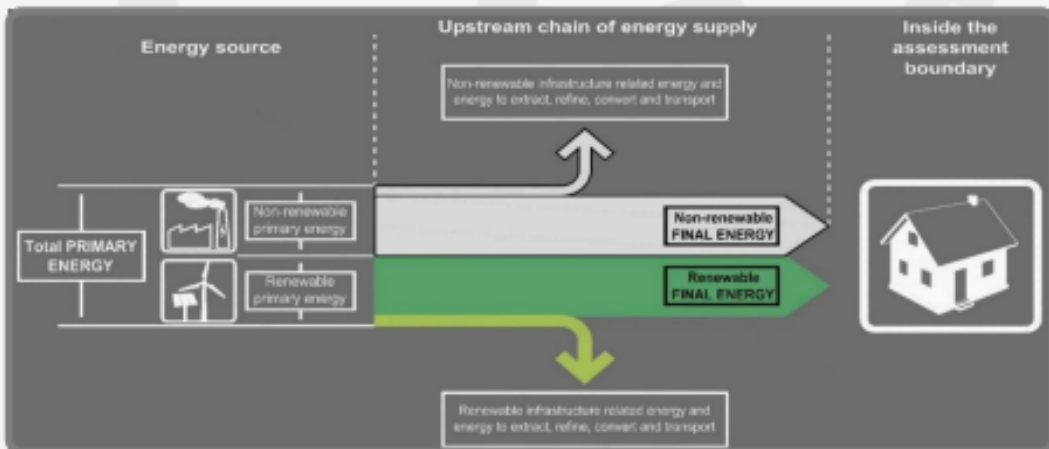 Energy source
Upstream chain of energy supply
Inside the
assessment
boundary
Non-renewable infrastructure related energy and
energy to extract, refine, convert and transport
Total PRIMARY
ENERGY
Non-renewable
primary energy
Renewable
primary energy
Non-renewable
FINAL ENERGY
Renewable
FINAL ENERGY
Renewable infrastructure related energy and
energy to extract, refine, convert and transport